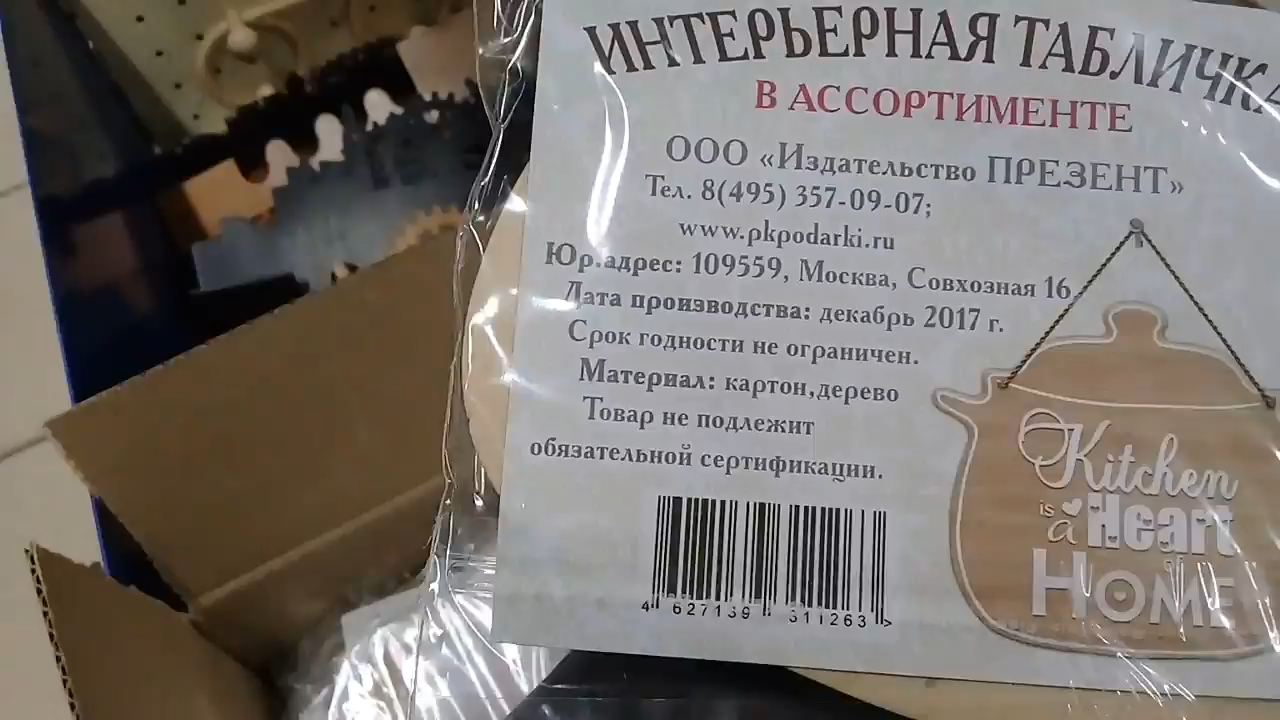 ИНТЕРЬЕРНАЯ ТАБЛИЧКА
В АССОРТИМЕНТЕ
ООО «Издательство ПРЕЗЕНТ»
Тел. 8(495) 357-09-07;
www.pkpodarki.ru
Юр.адрес: 109559, Москва, Совхозная 16
Дата производства: декабрь 2017 г.
Срок годности не ограничен.
Материал: картон,дерево
Товар не подлежит
обязательной сертификации.
4 627139 311263 >
Kitchen
is a Heart
HOME